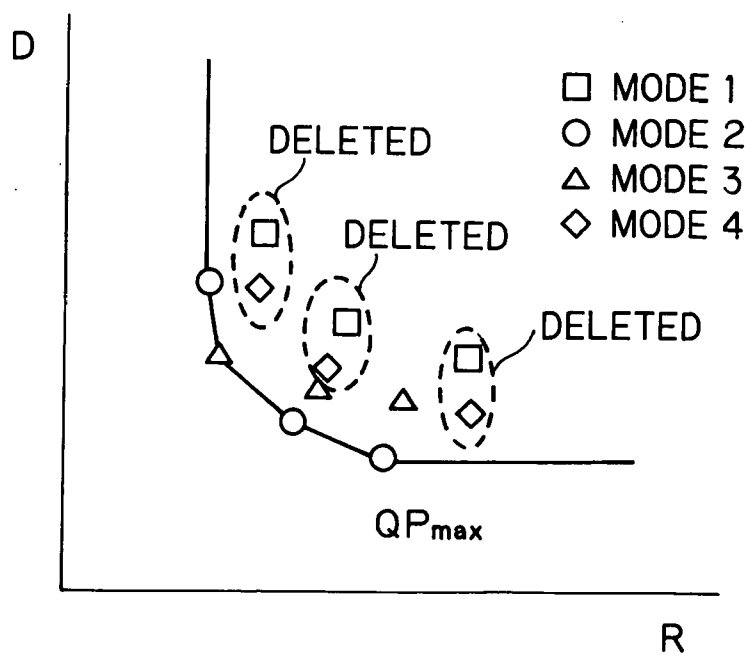 D
MODE 1
MODE 2
MODE 3
MODE 4
DELETED
DELETED
DELETED
QPmax
R